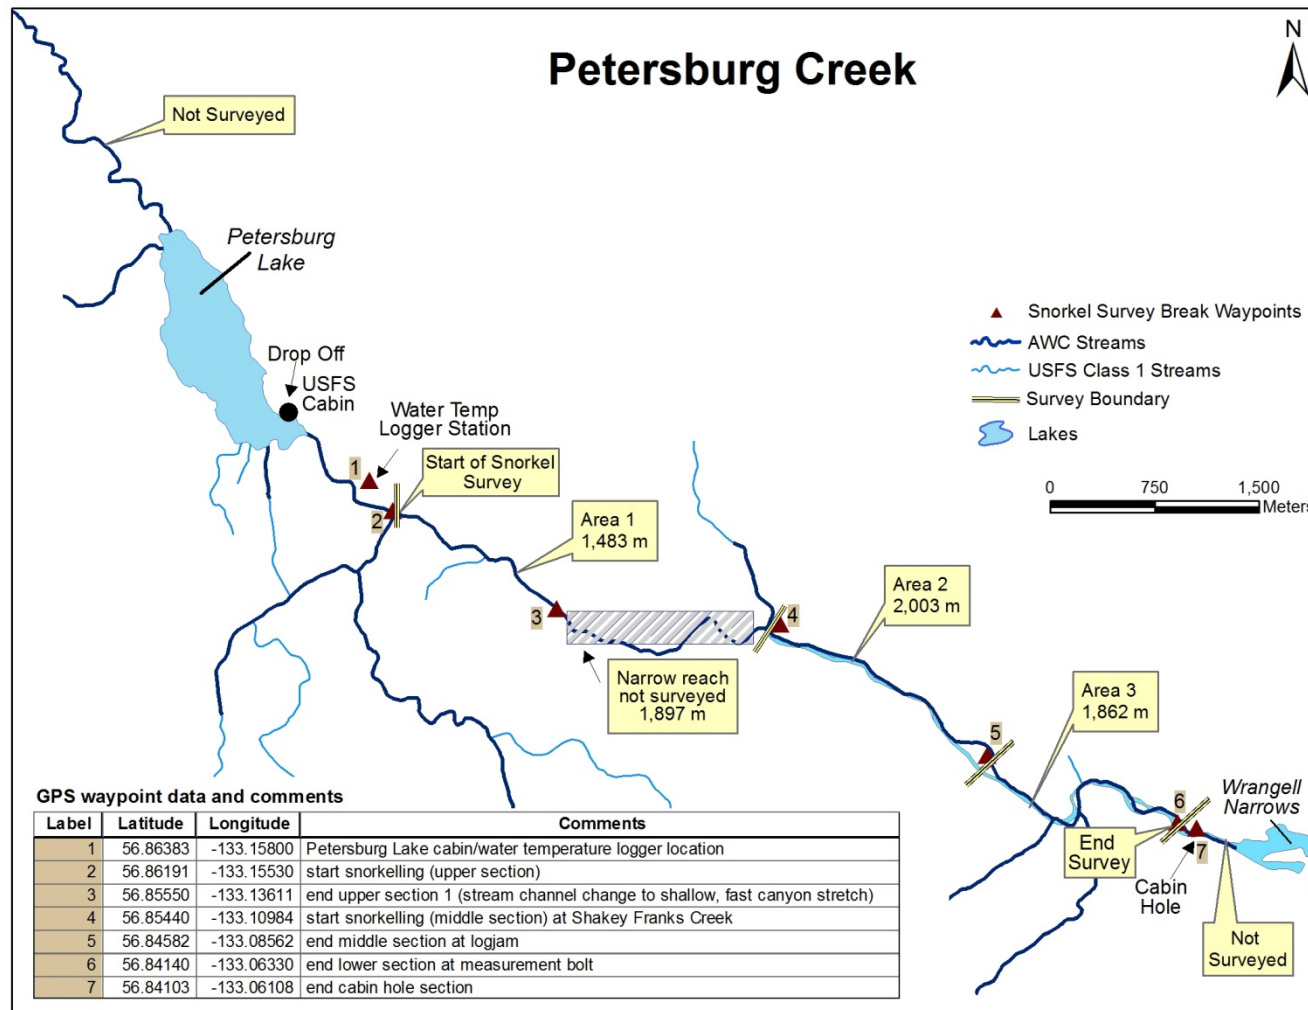 Petersburg Creek
N
Not Surveyed
Petersburg
Lake
Drop Off
USFS
Cabin
Water Temp
Logger Station
1
Start of Snorkel
Survey
2
Area 1
1,483 m
3
Narrow reach
not surveyed
1,897 m
4
Area 2
2,003 m
5
Area 3
1,862 m
6
End
Survey
7
Cabin
Hole
Wrangell
Narrows
Not
Surveyed
Snorkel Survey Break Waypoints
AWC Streams
USFS Class 1 Streams
Survey Boundary
Lakes
0 750 1,500
Meters
GPS waypoint data and comments
Label Latitude Longitude Comments
1 56.86383 -133.15800 Petersburg Lake cabin/water temperature logger location
2 56.86191 -133.15530 start snorkelling (upper section)
3 56.85550 -133.13611 end upper section 1 (stream channel change to shallow, fast canyon stretch)
4 56.85440 -133.10984 start snorkelling (middle section) at Shakey Franks Creek
5 56.84582 -133.08562 end middle section at logjam
6 56.84140 -133.06330 end lower section at measurement bolt
7 56.84103 -133.06108 end cabin hole section